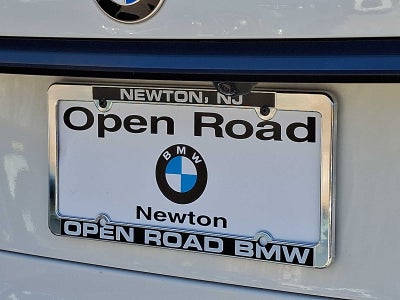 NEWTON, NJ
Open Road
BMW
Newton
OPEN ROAD BMW